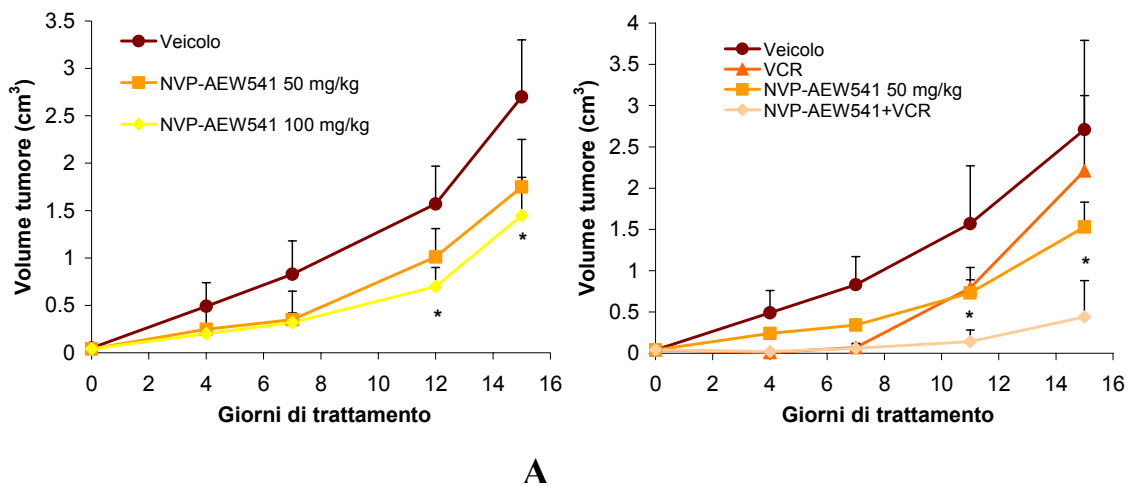 3.5
3
2.5
2
1.5
1
0.5
0
Volume tumore (cm³)
Veicolo
NVP-AEW541 50 mg/kg
NVP-AEW541 100 mg/kg
*
*
0 2 4 6 8 10 12 14 16
Giorni di trattamento
4
3.5
3
2.5
2
1.5
1
0.5
0
Volume tumore (cm³)
Veicolo
VCR
NVP-AEW541 50 mg/kg
NVP-AEW541+VCR
*
*
0 2 4 6 8 10 12 14 16
Giorni di trattamento
A